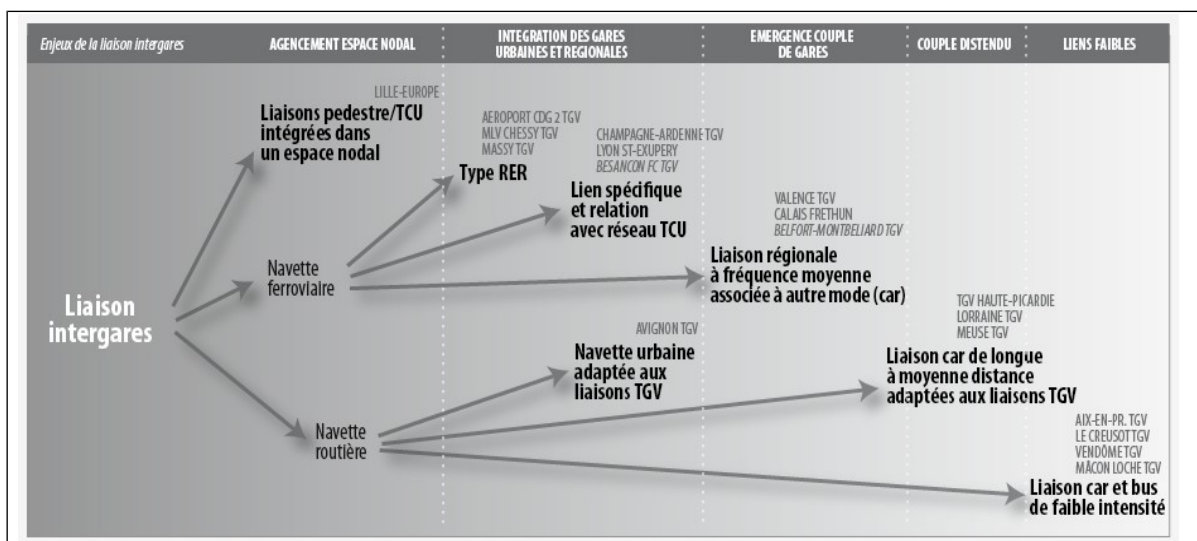 Enjeux de la liaison intergares
AGENCEMENT ESPACE NODAL
INTEGRATION DES GARES
URBAINES ET REGIONALES
EMERGENCE COUPLE
DE GARES
COUPLE DISTENDU
LIENS FAIBLES
LILLE-EUROPE
Liaisons pedestre/TCU
intégrées dans
un espace nodal
AEROPORT CDG 2 TGV
MLV CHESSY TGV
MASSY TGV
Type RER
CHAMPAGNE-ARDENNE TGV
LYON ST-EXUPERY
BESANCON FC TGV
Lien spécifique
et relation
avec réseau TCU
VALENCE TGV
CALAIS FRETHUN
BELFORT-MONTBELIARD TGV
Liaison régionale
à fréquence moyenne
associée à autre mode (car)
Navette
ferroviaire
Liaison
intergares
TGV HAUTE-PICARDIE
LORRAINE TGV
MEUSE TGV
Liaison car de longue
à moyenne distance
adaptées aux liaisons TGV
AVIGNON TGV
Navette urbaine
adaptée aux
liaisons TGV
Navette
routière
AIX-EN-PR. TGV
LE CREUSOT TGV
VENDÔME TGV
MÂCON LOCHE TGV
Liaison car et bus
de faible intensité